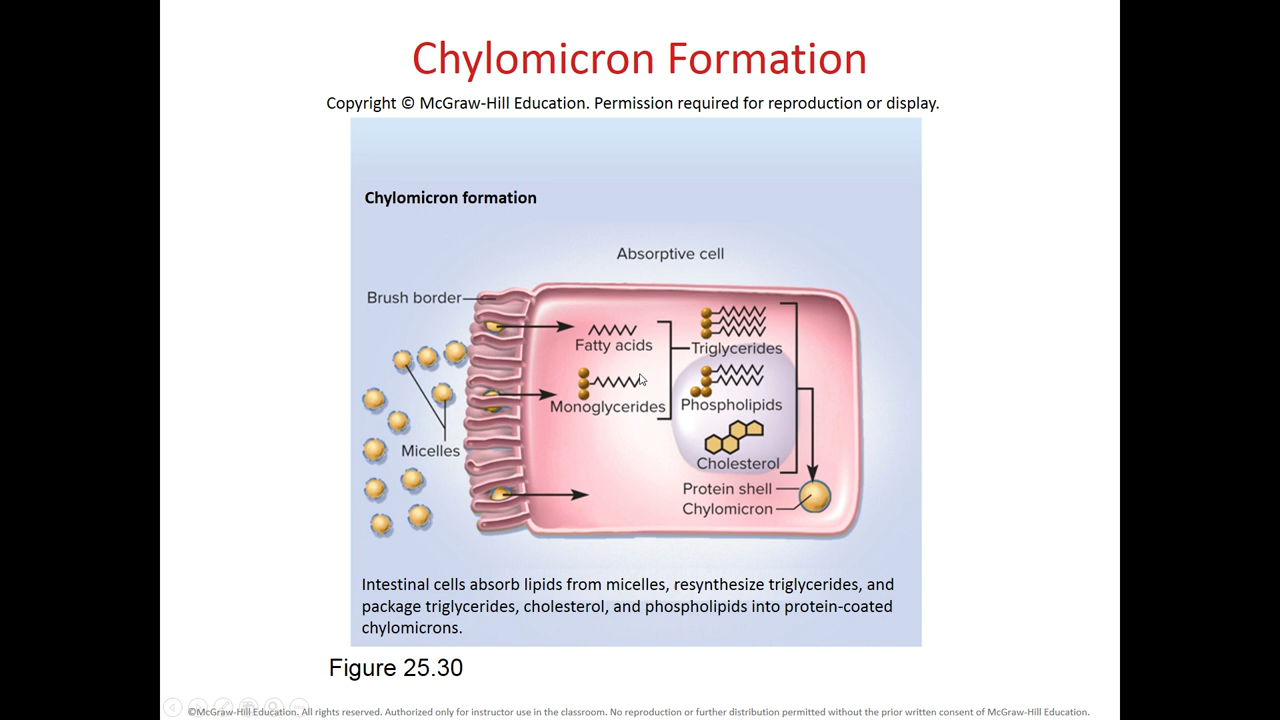 Chylomicron Formation
Copyright © McGraw-Hill Education. Permission required for reproduction or display.
Chylomicron formation
Absorptive cell
Brush border
Fatty acids
Triglycerides
Monoglycerides
Phospholipids
Micelles
Cholesterol
Protein shell
Chylomicron
Intestinal cells absorb lipids from micelles, resynthesize triglycerides, and
package triglycerides, cholesterol, and phospholipids into protein-coated
chylomicrons.
Figure 25.30
©McGraw-Hill Education. All rights reserved. Authorized only for instructor use in the classroom. No reproduction or further distribution permitted without the prior written consent of McGraw-Hill Education.